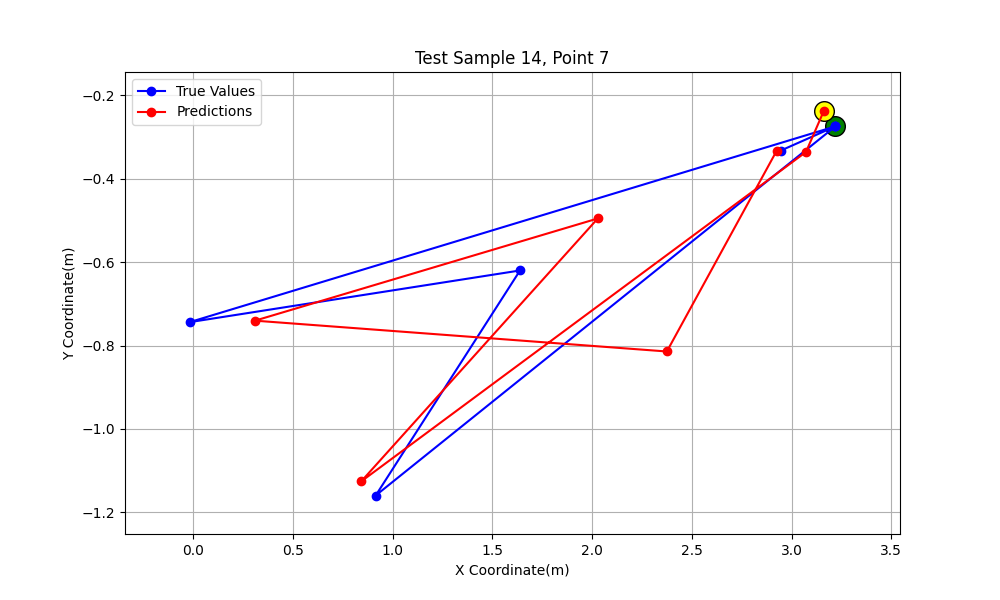 Test Sample 14, Point 7
True Values
Predictions
−0.2
−0.4
−0.6
−0.8
−1.0
−1.2
Y Coordinate(m)
0.0 0.5 1.0 1.5 2.0 2.5 3.0 3.5
X Coordinate(m)